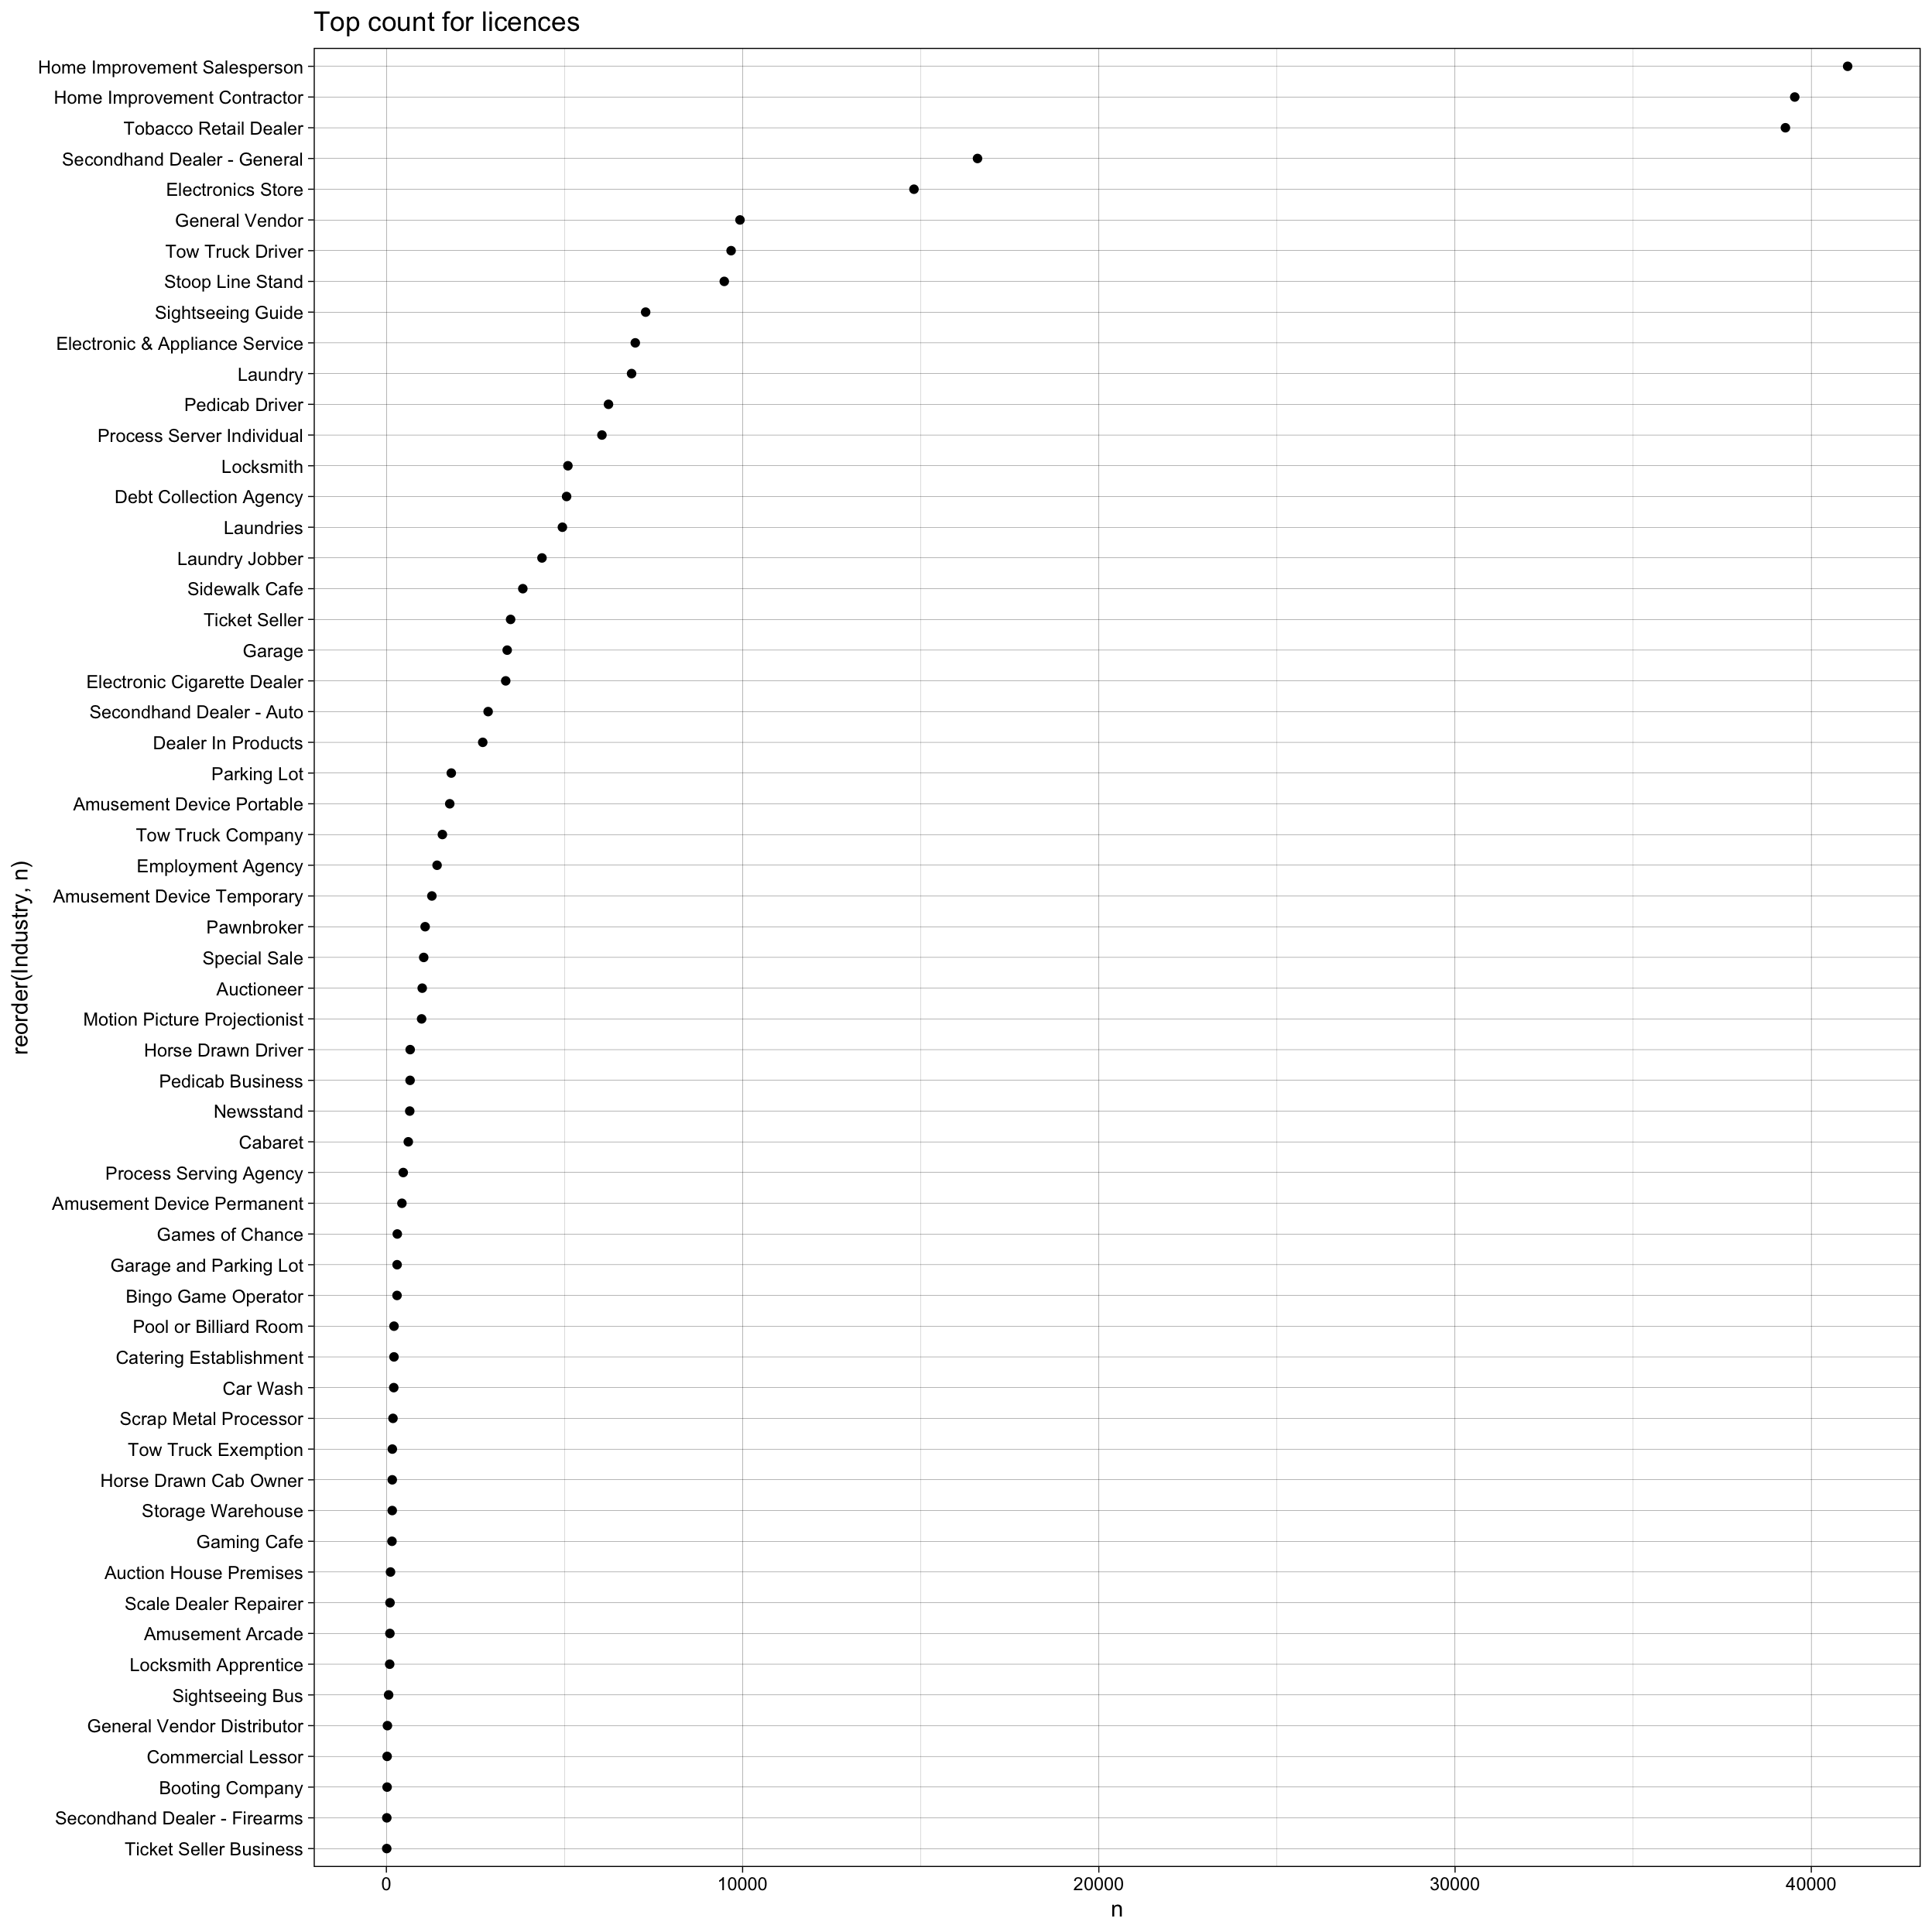 Top count for licences
Home Improvement Salesperson
Home Improvement Contractor
Tobacco Retail Dealer
Secondhand Dealer - General
Electronics Store
General Vendor
Tow Truck Driver
Stoop Line Stand
Sightseeing Guide
Electronic & Appliance Service
Laundry
Pedicab Driver
Process Server Individual
Locksmith
Debt Collection Agency
Laundries
Laundry Jobber
Sidewalk Cafe
Ticket Seller
Garage
Electronic Cigarette Dealer
Secondhand Dealer - Auto
Dealer In Products
Parking Lot
Amusement Device Portable
Tow Truck Company
Employment Agency
Amusement Device Temporary
Pawnbroker
Special Sale
Auctioneer
Motion Picture Projectionist
Horse Drawn Driver
Pedicab Business
Newsstand
Cabaret
Process Serving Agency
Amusement Device Permanent
Games of Chance
Garage and Parking Lot
Bingo Game Operator
Pool or Billiard Room
Catering Establishment
Car Wash
Scrap Metal Processor
Tow Truck Exemption
Horse Drawn Cab Owner
Storage Warehouse
Gaming Cafe
Auction House Premises
Scale Dealer Repairer
Amusement Arcade
Locksmith Apprentice
Sightseeing Bus
General Vendor Distributor
Commercial Lessor
Booting Company
Secondhand Dealer - Firearms
Ticket Seller Business
reorder(Industry, n)
0 10000 20000 30000 40000
n